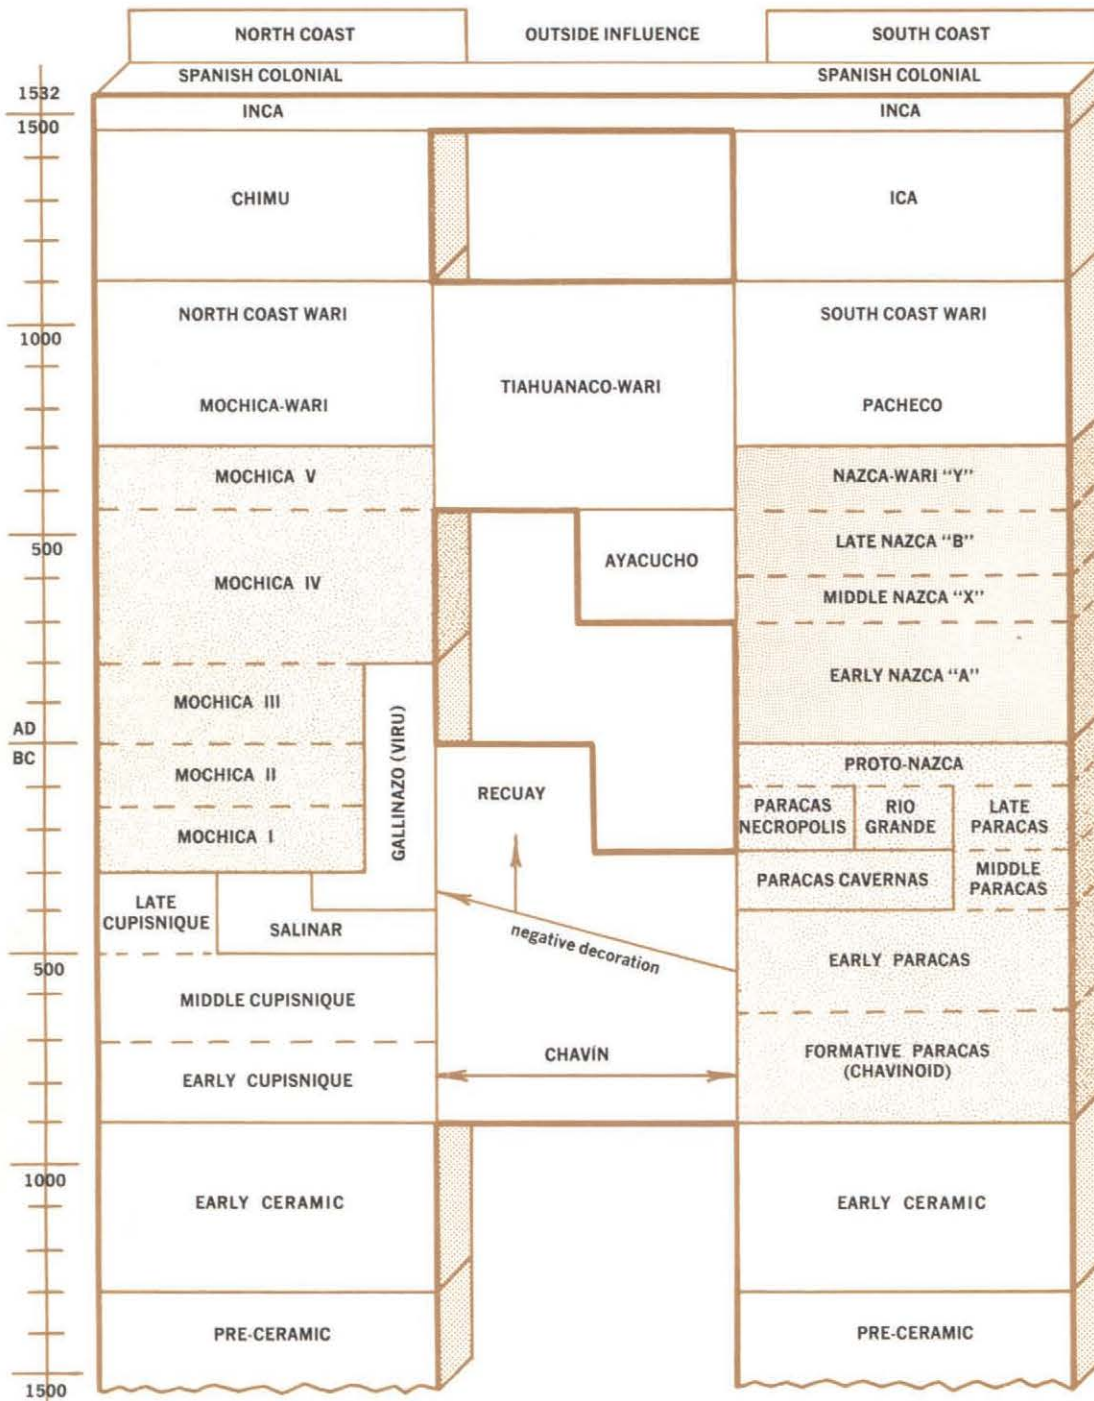 NORTH COAST
OUTSIDE INFLUENCE
SOUTH COAST
SPANISH COLONIAL
SPANISH COLONIAL
1532
INCA
INCA
1500
CHIMU
ICA
NORTH COAST WARI
SOUTH COAST WARI
1000
TIAHUANACO-WARI
MOCHICA-WARI
PACHECO
MOCHICA V
NAZCA-WARI “Y”
500
LATE NAZCA “B”
AYACUCHO
MOCHICA IV
MIDDLE NAZCA “X”
EARLY NAZCA “A”
MOCHICA III
GALLINAZO (VIRU)
AD
BC
PROTO-NAZCA
MOCHICA II
RECUAY
PARACAS
NECROPOLIS
RIO
GRANDE
LATE
PARACAS
MOCHICA I
PARACAS CAVERNAS
MIDDLE
PARACAS
LATE
CUPISNIQUE
SALINAR
negative decoration
EARLY PARACAS
500
MIDDLE CUPISNIQUE
CHAVÍN
FORMATIVE PARACAS
(CHAVINOID)
EARLY CUPISNIQUE
1000
EARLY CERAMIC
EARLY CERAMIC
PRE-CERAMIC
PRE-CERAMIC
1500